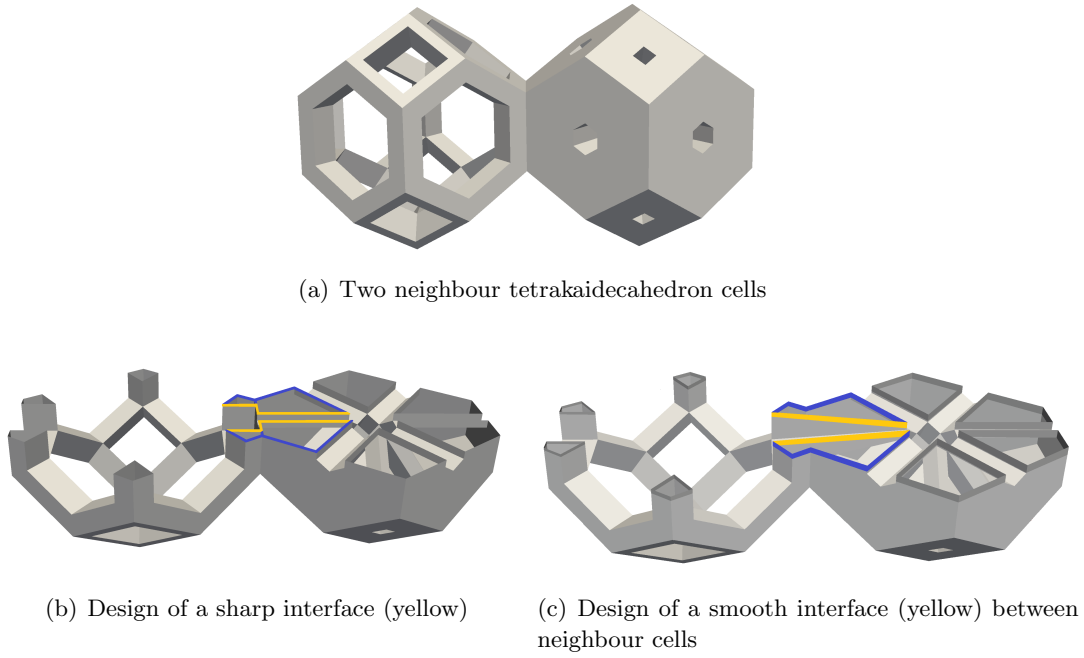 (a) Two neighbour tetrakaidecahedron cells
(b) Design of a sharp interface (yellow)
(c) Design of a smooth interface (yellow) between
neighbour cells